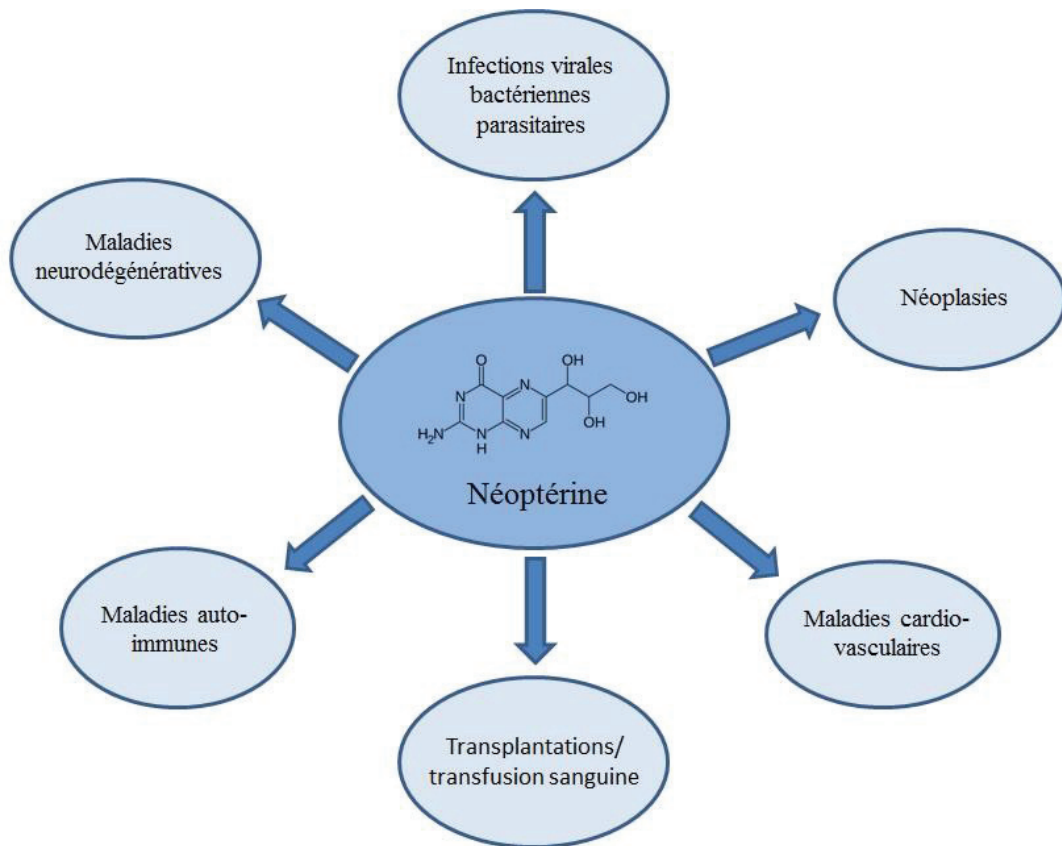 Infections virales
bactériennes
parasitaires
Maladies
neurodégénératives
Néoplasies
O
OH
N
N
OH
H₂N
N
H
N
OH
Néoptérine
Maladies auto-
immunes
Maladies cardio-
vasculaires
Transplantations/
transfusion sanguine